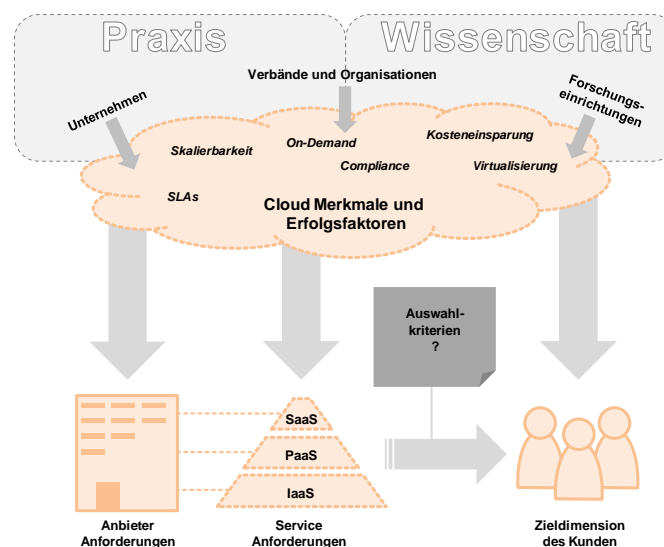 Praxis
Wissenschaft
Verbände und Organisationen
Unternehmen
Forschungs-
einrichtungen
Skalierbarkeit
On-Demand
Kosteneinsparung
Compliance
Virtualisierung
SLAs
Cloud Merkmale und
Erfolgsfaktoren
Auswahl-
kriterien
?
SaaS
PaaS
IaaS
Anbieter
Anforderungen
Service
Anforderungen
Zieldimension
des Kunden